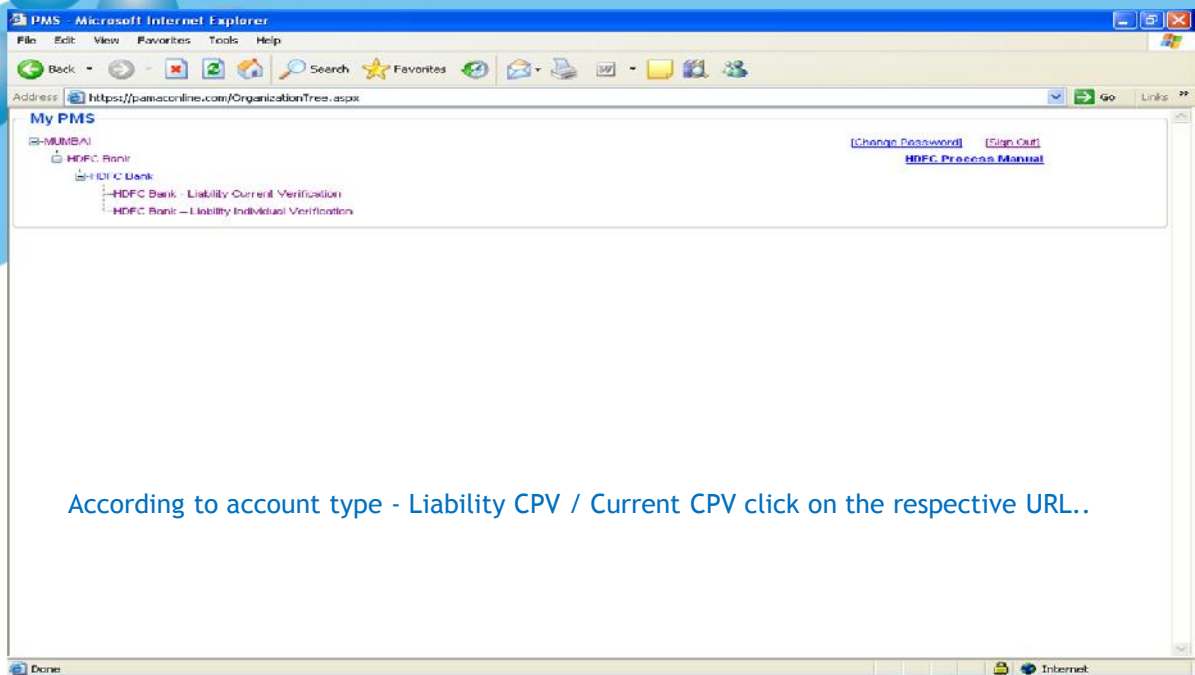 PMS - Microsoft Internet Explorer
File Edit View Favorites Tools Help
Back Search Favorites
Address https://pamaconline.com/OrganizationTree.aspx Go Links »
My PMS
MUMBAI [Change Password] [Sign Out]
HDFC Bank HDFC Process Manual
HDFC Bank
HDFC Bank - Liability Current Verification
HDFC Bank – Liability Individual Verification
According to account type - Liability CPV / Current CPV click on the respective URL..
Done Internet